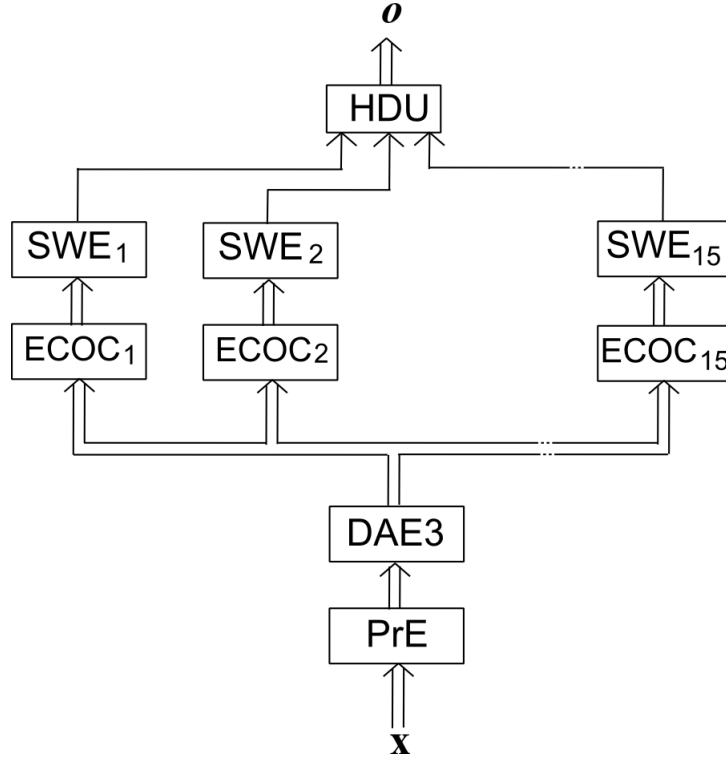 o
HDU
SWE1 SWE2 SWE15
ECOC1 ECOC2 ECOC15
DAE3
PrE
x